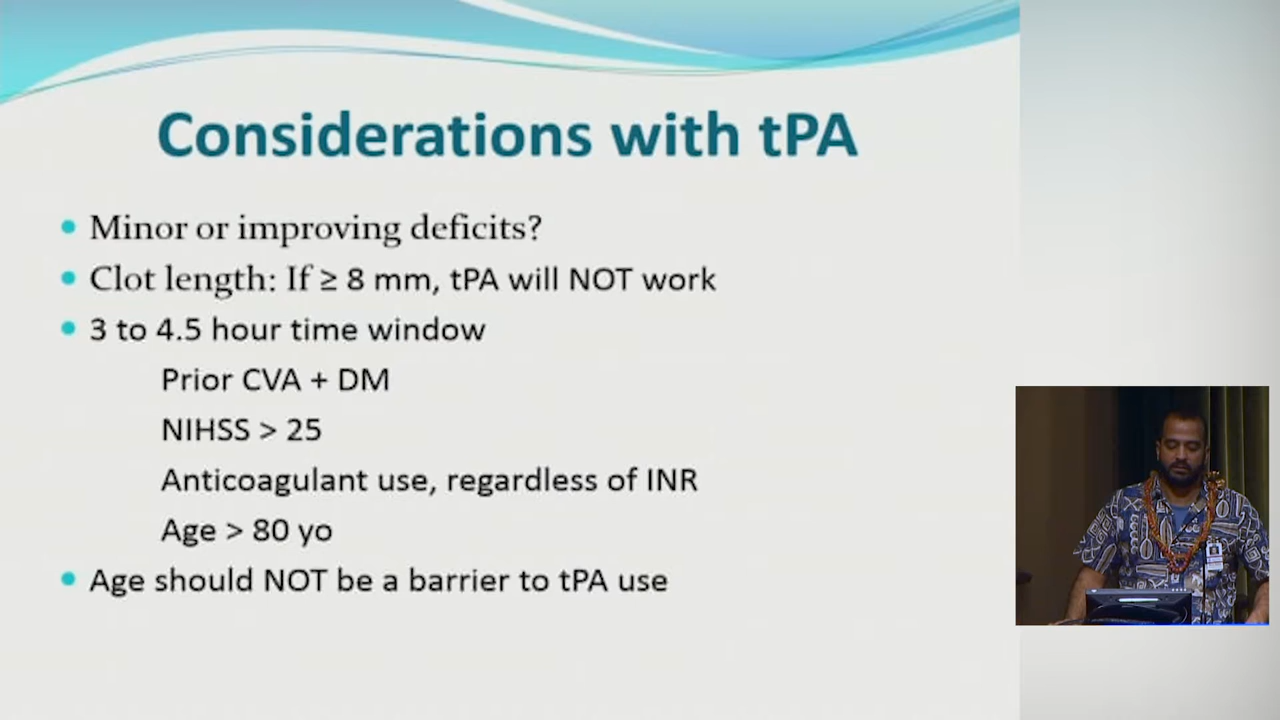 Considerations with tPA
Minor or improving deficits?
Clot length: If ≥ 8 mm, tPA will NOT work
3 to 4.5 hour time window
Prior CVA + DM
NIHSS > 25
Anticoagulant use, regardless of INR
Age > 80 yo
Age should NOT be a barrier to tPA use